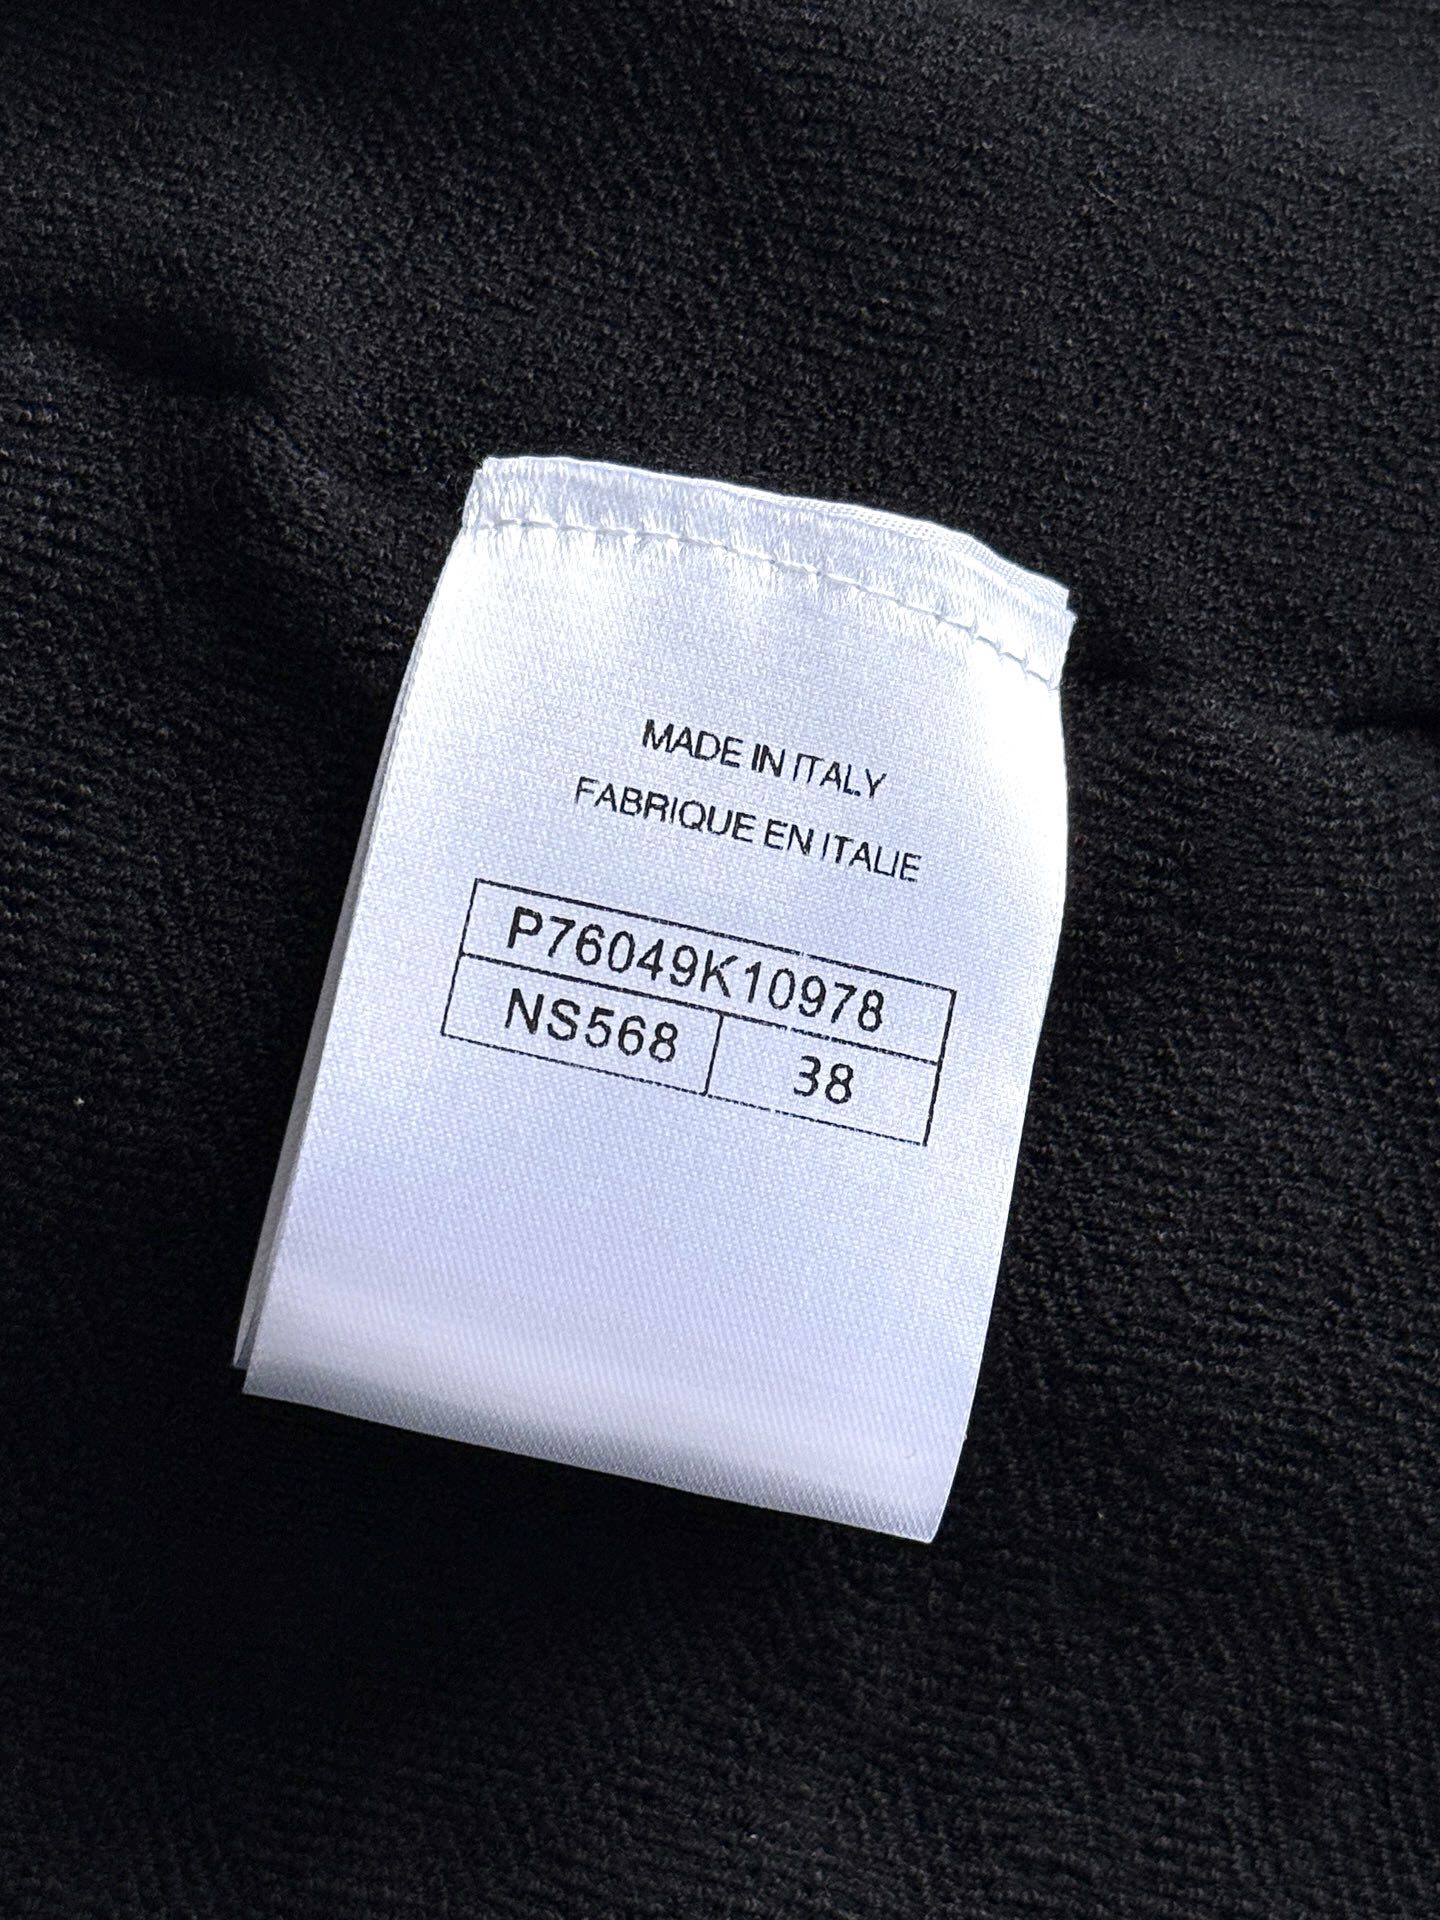 MADE IN ITALY
FABRIQUE EN ITALIE
P76049K10978
NS568 38